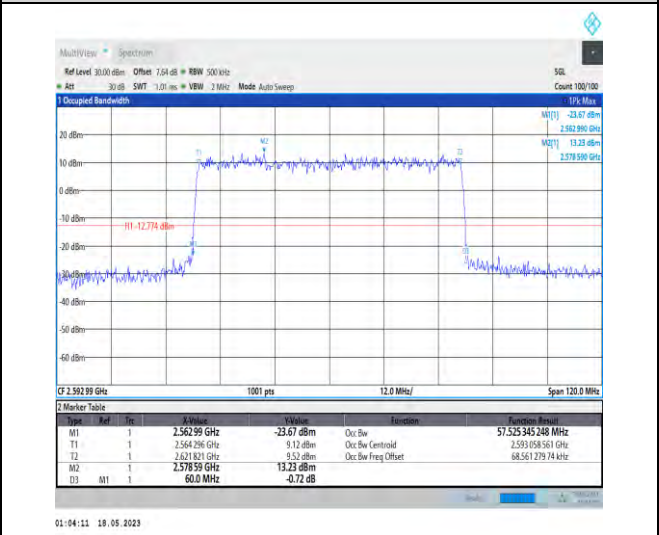 MultiView Spectrum
Ref Level 30.00 dBm Offset 7.64 dB RBW 500 kHz SGL
Att 30 dB SWT 1.01 ms VBW 2 MHz Mode Auto Sweep Count 100/100
1 Occupied Bandwidth 1Pk Max
M1[1] -23.67 dBm
2.562 990 GHz
M2[1] 13.23 dBm
2.578 590 GHz
20 dBm
M2
T1
10 dBm
0 dBm
-10 dBm
H1 -12.774 dBm
-20 dBm
M1
D3
-30 dBm
-40 dBm
-50 dBm
-60 dBm
CF 2.592 99 GHz 1001 pts 12.0 MHz/ Span 120.0 MHz
2 Marker Table
Type Ref Trc X-Value Y-Value Function Function Result
M1 1 2.562 99 GHz -23.67 dBm Occ Bw 57.525 345 248 MHz
T1 1 2.564 296 GHz 9.12 dBm Occ Bw Centroid 2.593 058 561 GHz
T2 1 2.621 821 GHz 9.52 dBm Occ Bw Freq Offset 68.561 279 74 kHz
M2 1 2.578 59 GHz 13.23 dBm
D3 M1 1 60.0 MHz -0.72 dB
01:04:11 18.05.2023